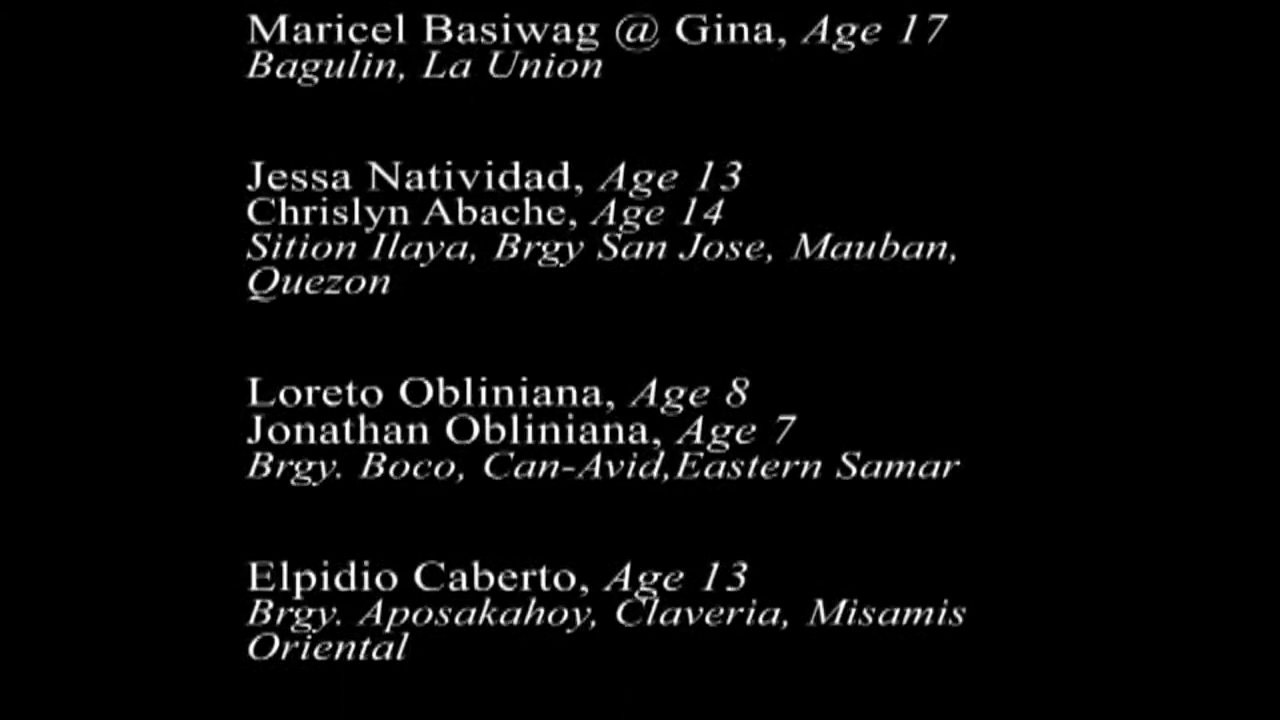 Maricel Basiwag @ Gina, Age 17
Bagulin, La Union
Jessa Natividad, Age 13
Chrislyn Abache, Age 14
Sition Ilaya, Brgy San Jose, Mauban,
Quezon
Loreto Obliniana, Age 8
Jonathan Obliniana, Age 7
Brgy. Boco, Can-Avid,Eastern Samar
Elpidio Caberto, Age 13
Brgy. Aposakahoy, Claveria, Misamis
Oriental